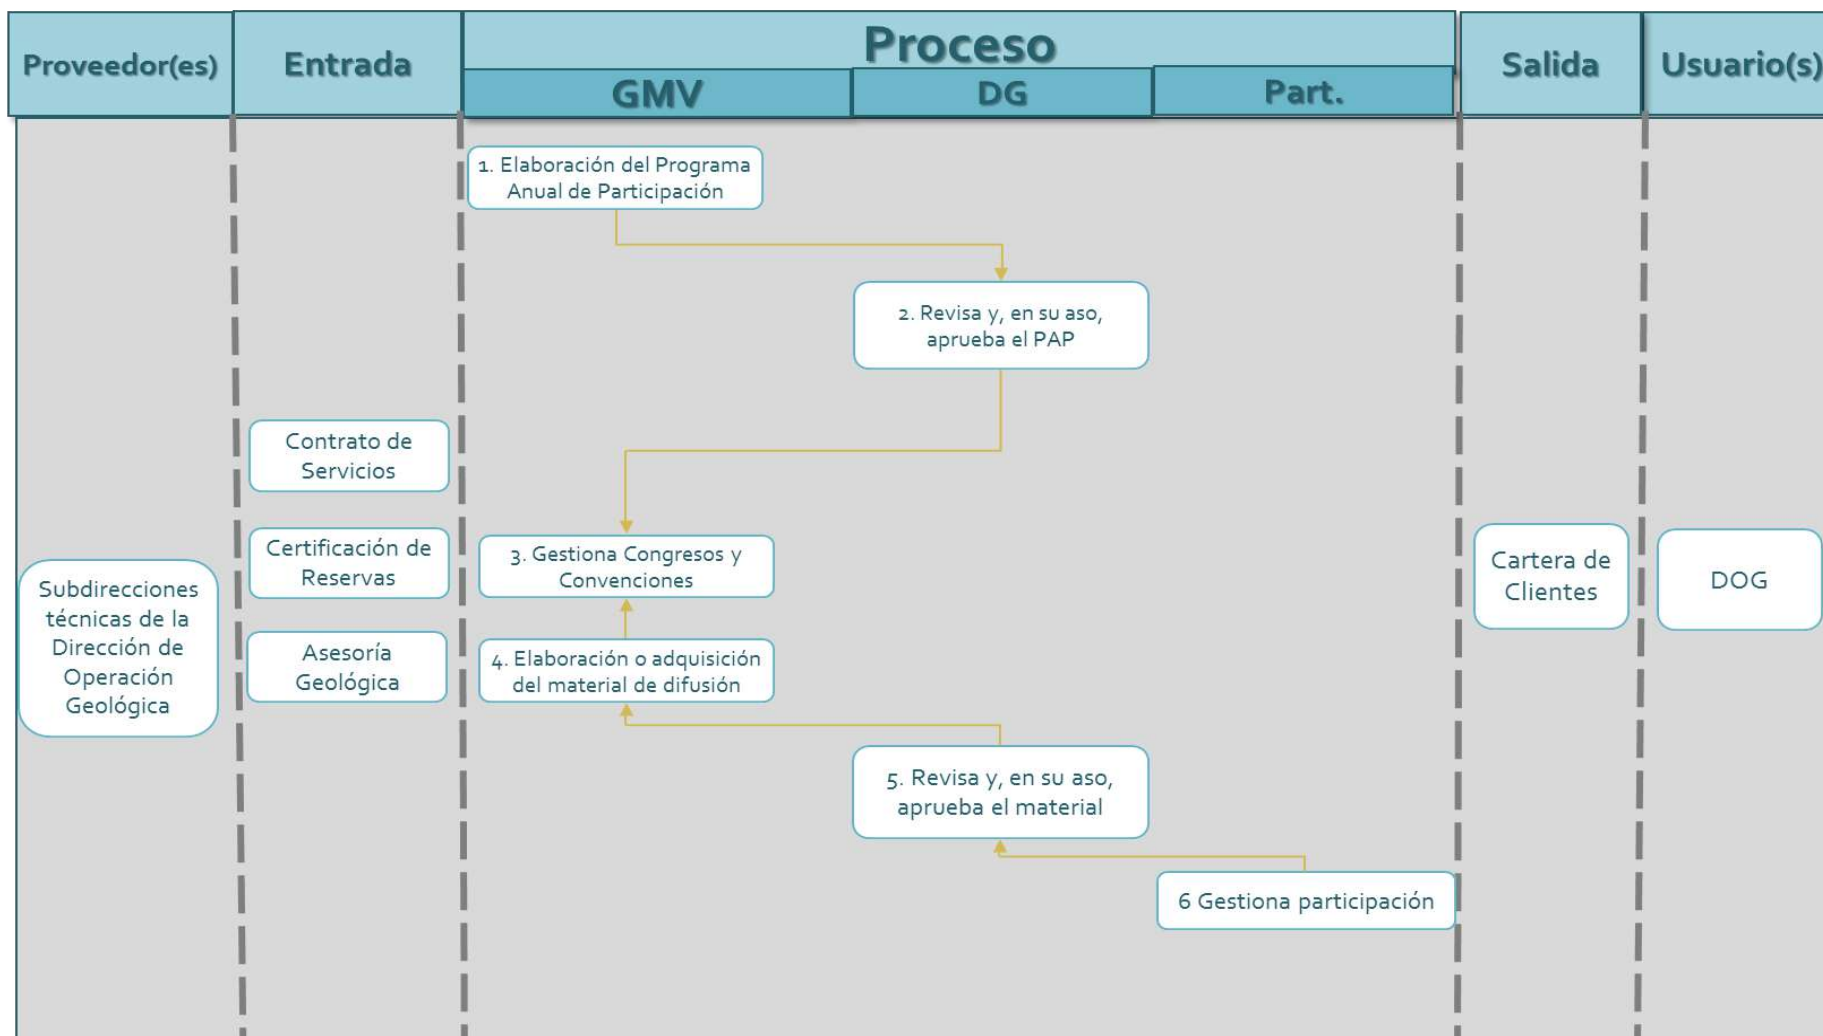 Proveedor(es)
Entrada
Proceso
GMV
DG
Part.
Salida
Usuario(s)
1. Elaboración del Programa
Anual de Participación
2. Revisa y, en su aso,
aprueba el PAP
Contrato de
Servicios
Certificación de
Reservas
Asesoría
Geológica
Subdirecciones
técnicas de la
Dirección de
Operación
Geológica
3. Gestiona Congresos y
Convenciones
4. Elaboración o adquisición
del material de difusión
5. Revisa y, en su aso,
aprueba el material
6 Gestiona participación
Cartera de
Clientes
DOG